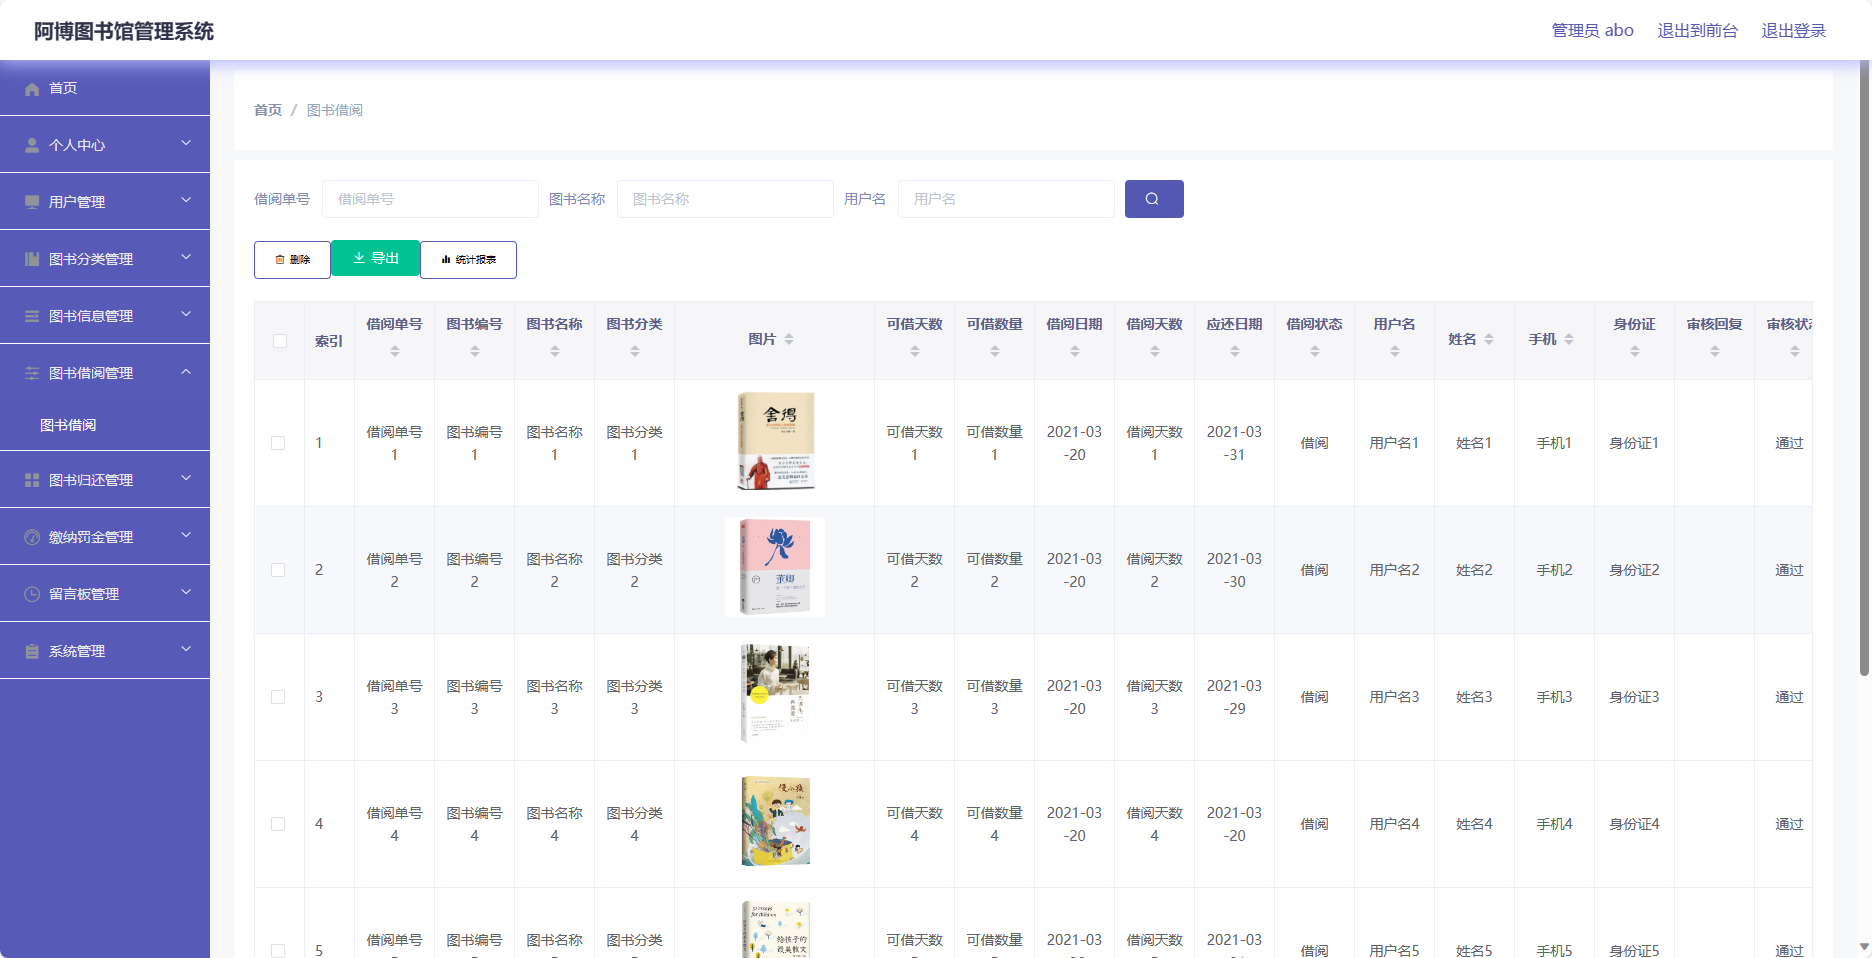 阿博图书馆管理系统
管理员 abo 退出到前台 退出登录
首页
个人中心
用户管理
图书分类管理
图书信息管理
图书借阅管理
图书借阅
图书归还管理
缴纳罚金管理
留言板管理
系统管理
首页 / 图书借阅
借阅单号 借阅单号 图书名称 图书名称 用户名 用户名
删除 导出 统计报表
索引 借阅单号 图书编号 图书名称 图书分类 图片 可借天数 可借数量 借阅日期 借阅天数 应还日期 借阅状态 用户名 姓名 手机 身份证 审核回复 审核状
1 借阅单号1 图书编号1 图书名称1 图书分类1 舍得 可借天数1 可借数量1 2021-03-20 借阅天数1 2021-03-31 借阅 用户名1 姓名1 手机1 身份证1 通过
2 借阅单号2 图书编号2 图书名称2 图书分类2 董卿 可借天数2 可借数量2 2021-03-20 借阅天数2 2021-03-30 借阅 用户名2 姓名2 手机2 身份证2 通过
3 借阅单号3 图书编号3 图书名称3 图书分类3 可借天数3 可借数量3 2021-03-20 借阅天数3 2021-03-29 借阅 用户名3 姓名3 手机3 身份证3 通过
4 借阅单号4 图书编号4 图书名称4 图书分类4 可借天数4 可借数量4 2021-03-20 借阅天数4 2021-03-20 借阅 用户名4 姓名4 手机4 身份证4 通过
5 借阅单号 图书编号 图书名称 图书分类 for children 给孩子的最美散文 可借天数 可借数量 2021-03 借阅天数 2021-03 借阅 用户名5 姓名5 手机5 身份证5 通过